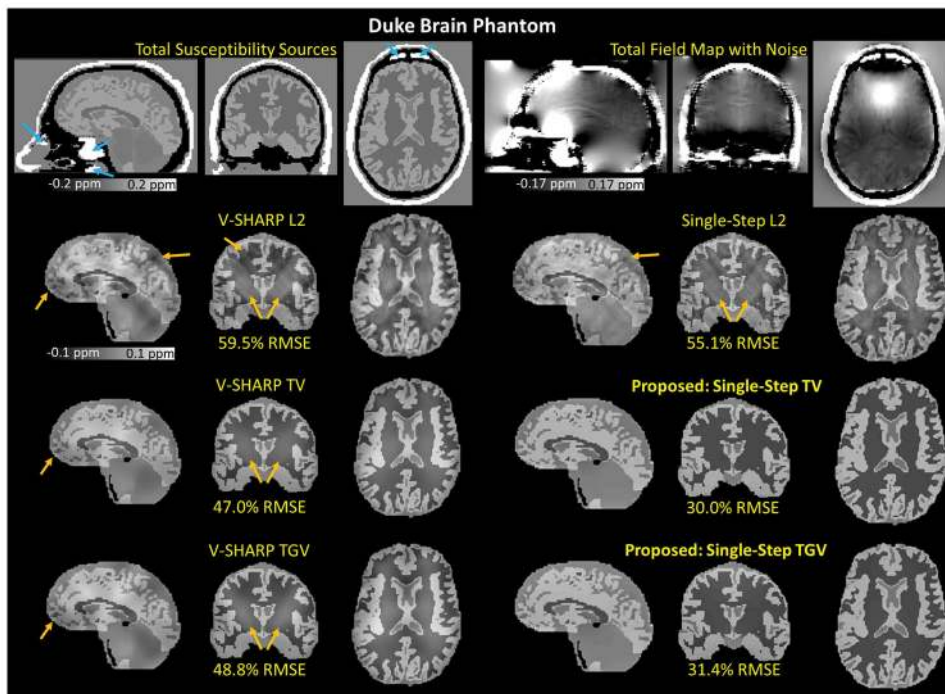 Duke Brain Phantom
Total Susceptibility Sources
Total Field Map with Noise
-0.2 ppm 0.2 ppm
-0.17 ppm 0.17 ppm
V-SHARP L2
Single-Step L2
59.5% RMSE
55.1% RMSE
-0.1 ppm 0.1 ppm
V-SHARP TV
Proposed: Single-Step TV
47.0% RMSE
30.0% RMSE
V-SHARP TGV
Proposed: Single-Step TGV
48.8% RMSE
31.4% RMSE